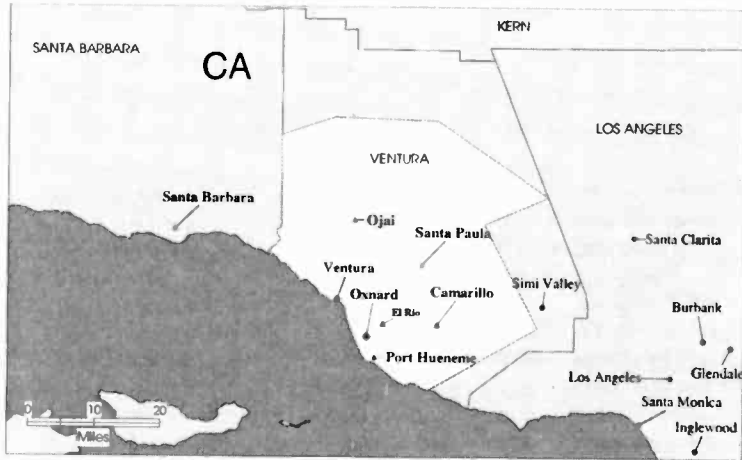 KERN
SANTA BARBARA
CA
LOS ANGELES
VENTURA
Santa Barbara
Ojai
Santa Paula
Santa Clarita
Ventura
Simi Valley
Oxnard
Camarillo
El Rio
Burbank
Port Hueneme
Los Angeles
Glendale
Santa Monica
0 10 20
Miles
Inglewood